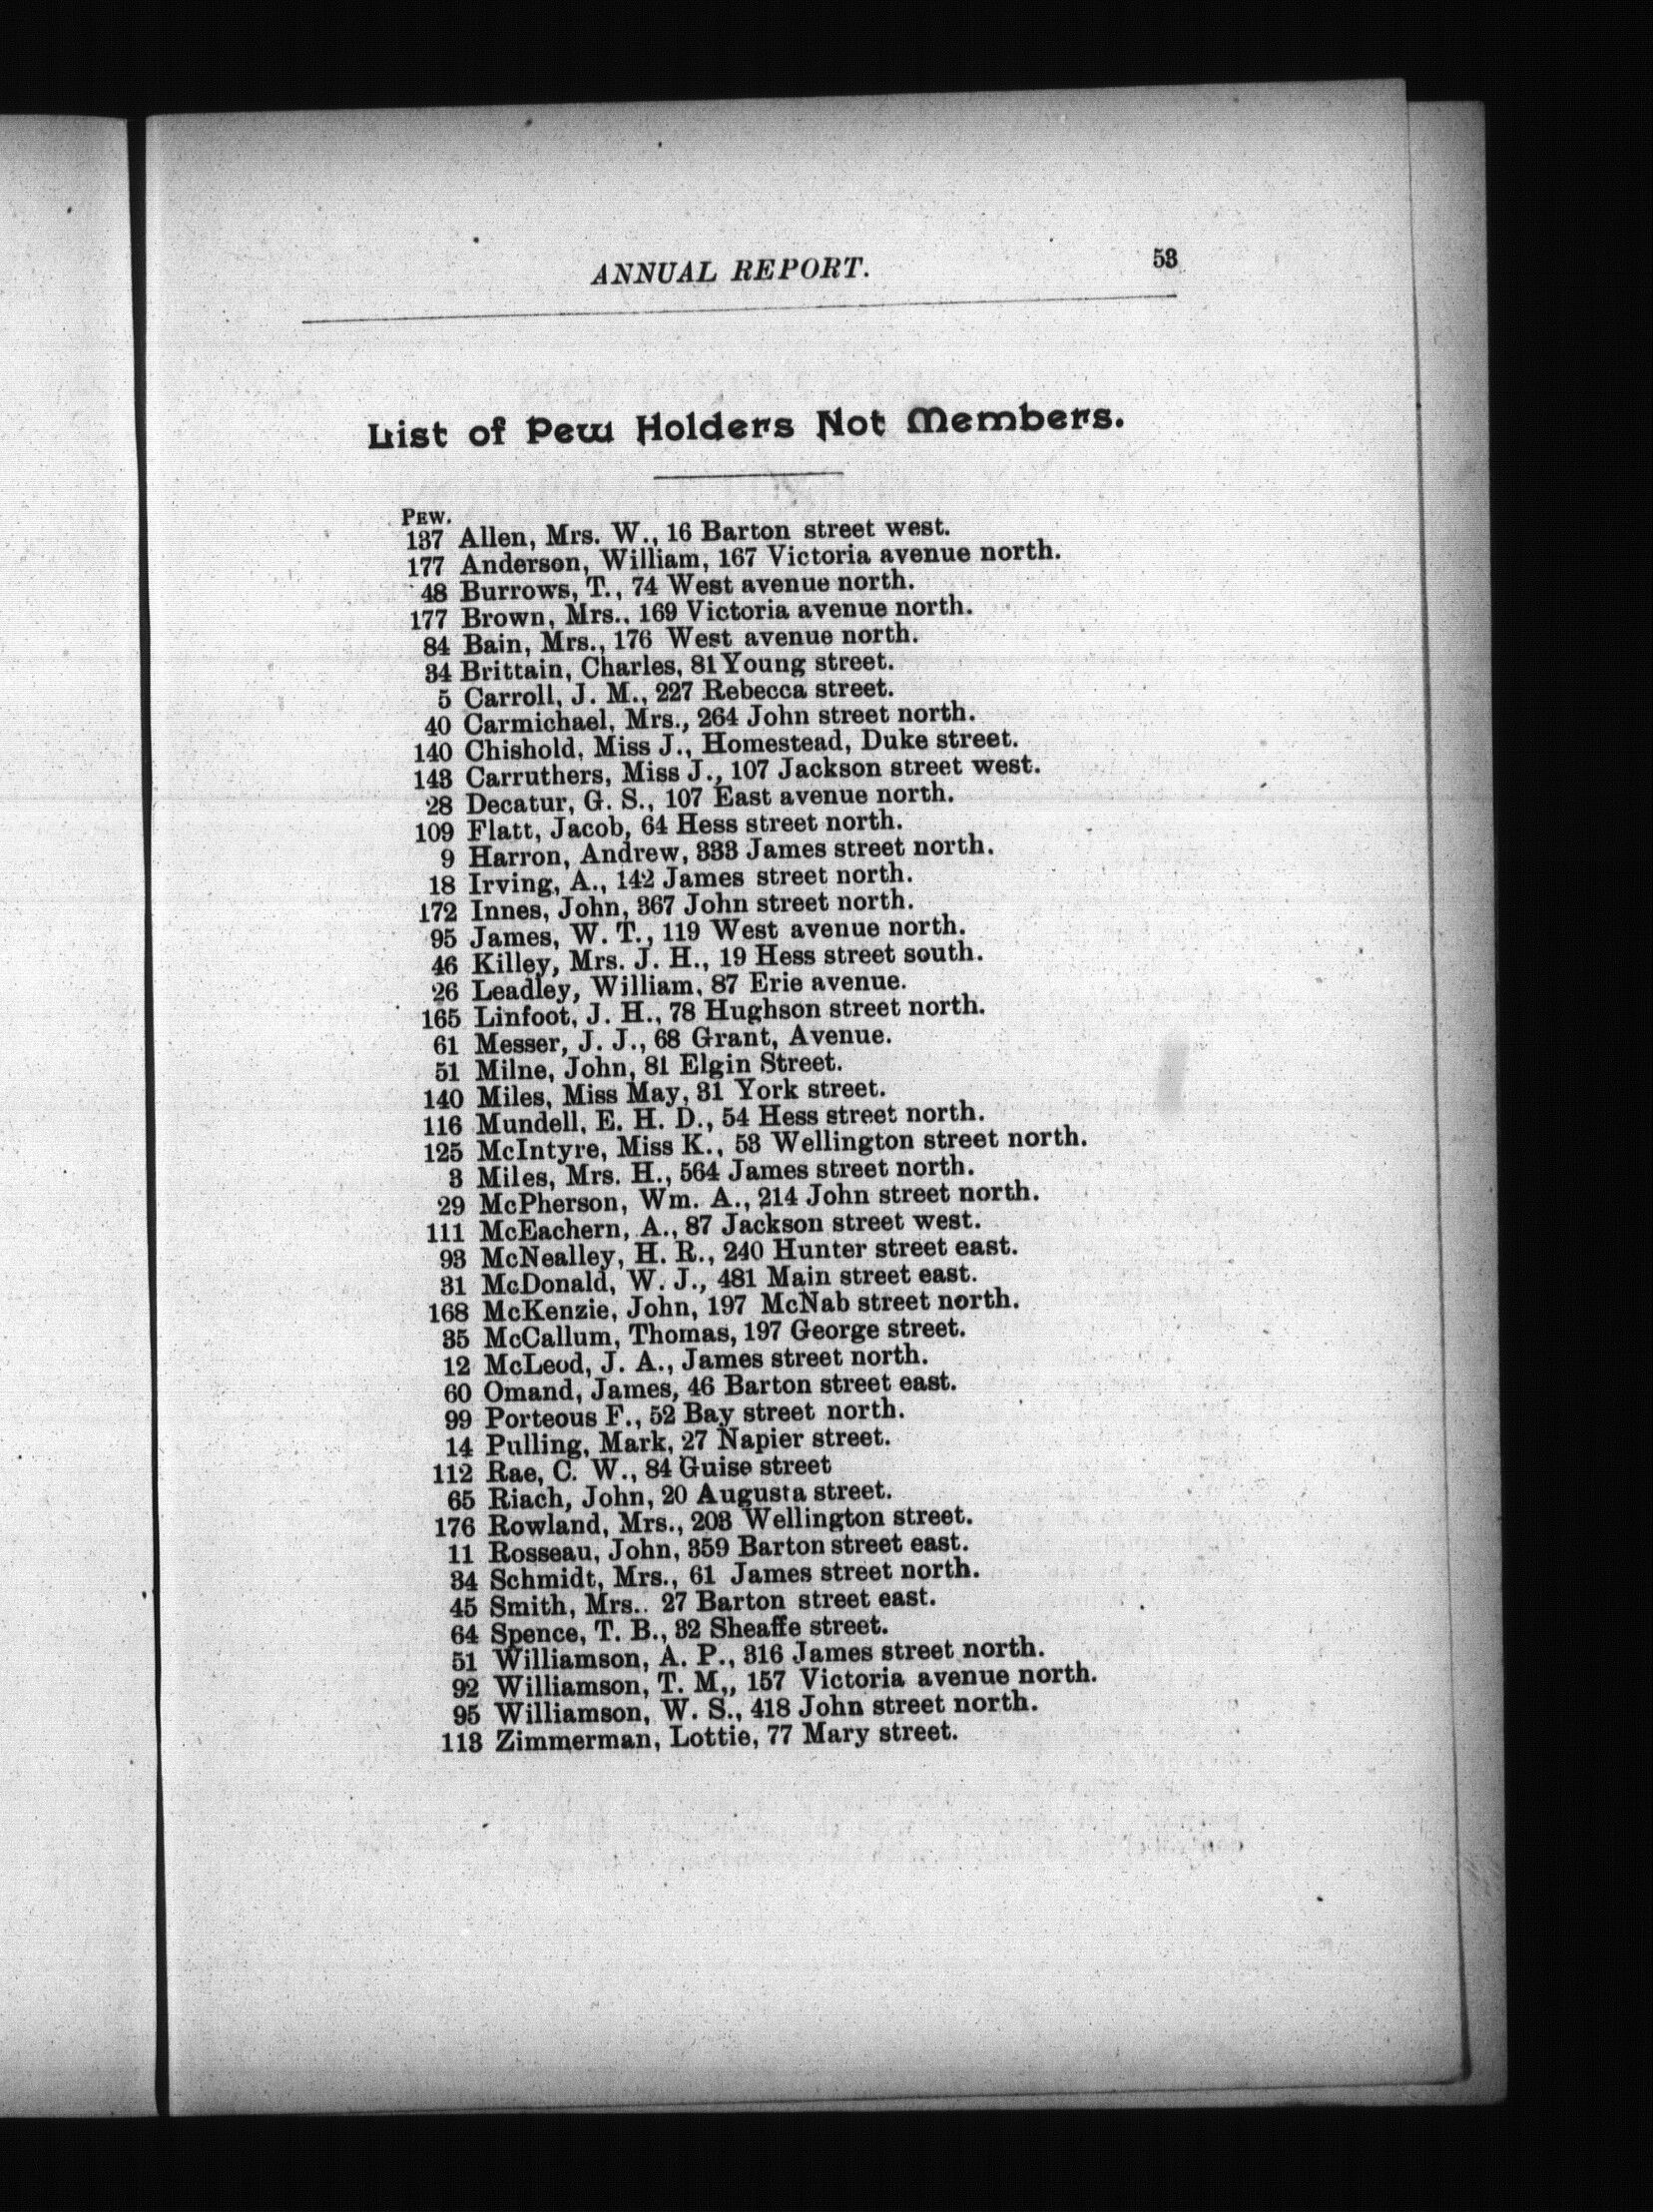 ANNUAL REPORT. 53
List of Pew Holders Not Members.
PEW.
137 Allen, Mrs. W., 16 Barton street west.
177 Anderson, William, 167 Victoria avenue north.
48 Burrows, T., 74 West avenue north.
177 Brown, Mrs., 169 Victoria avenue north.
84 Bain, Mrs., 176 West avenue north.
34 Brittain, Charles, 81 Young street.
5 Carroll, J. M., 227 Rebecca street.
40 Carmichael, Mrs., 264 John street north.
140 Chishold, Miss J., Homestead, Duke street.
143 Carruthers, Miss J., 107 Jackson street west.
28 Decatur, G. S., 107 East avenue north.
109 Flatt, Jacob, 64 Hess street north.
9 Harron, Andrew, 333 James street north.
18 Irving, A., 142 James street north.
172 Innes, John, 367 John street north.
95 James, W. T., 119 West avenue north.
46 Killey, Mrs. J. H., 19 Hess street south.
26 Leadley, William, 87 Erie avenue.
165 Linfoot, J. H., 78 Hughson street north.
61 Messer, J. J., 68 Grant, Avenue.
51 Milne, John, 81 Elgin Street.
140 Miles, Miss May, 31 York street.
116 Mundell, E. H. D., 54 Hess street north.
125 McIntyre, Miss K., 53 Wellington street north.
3 Miles, Mrs. H., 564 James street north.
29 McPherson, Wm. A., 214 John street north.
111 McEachern, A., 87 Jackson street west.
93 McNealley, H. R., 240 Hunter street east.
31 McDonald, W. J., 481 Main street east.
168 McKenzie, John, 197 McNab street north.
35 McCallum, Thomas, 197 George street.
12 McLeod, J. A., James street north.
60 Omand, James, 46 Barton street east.
99 Porteous F., 52 Bay street north.
14 Pulling, Mark, 27 Napier street.
112 Rae, C. W., 84 Guise street
65 Riach, John, 20 Augusta street.
176 Rowland, Mrs., 203 Wellington street.
11 Rosseau, John, 359 Barton street east.
34 Schmidt, Mrs., 61 James street north.
45 Smith, Mrs.. 27 Barton street east.
64 Spence, T. B., 32 Sheaffe street.
51 Williamson, A. P., 316 James street north.
92 Williamson, T. M,, 157 Victoria avenue north.
95 Williamson, W. S., 418 John street north.
113 Zimmerman, Lottie, 77 Mary street.